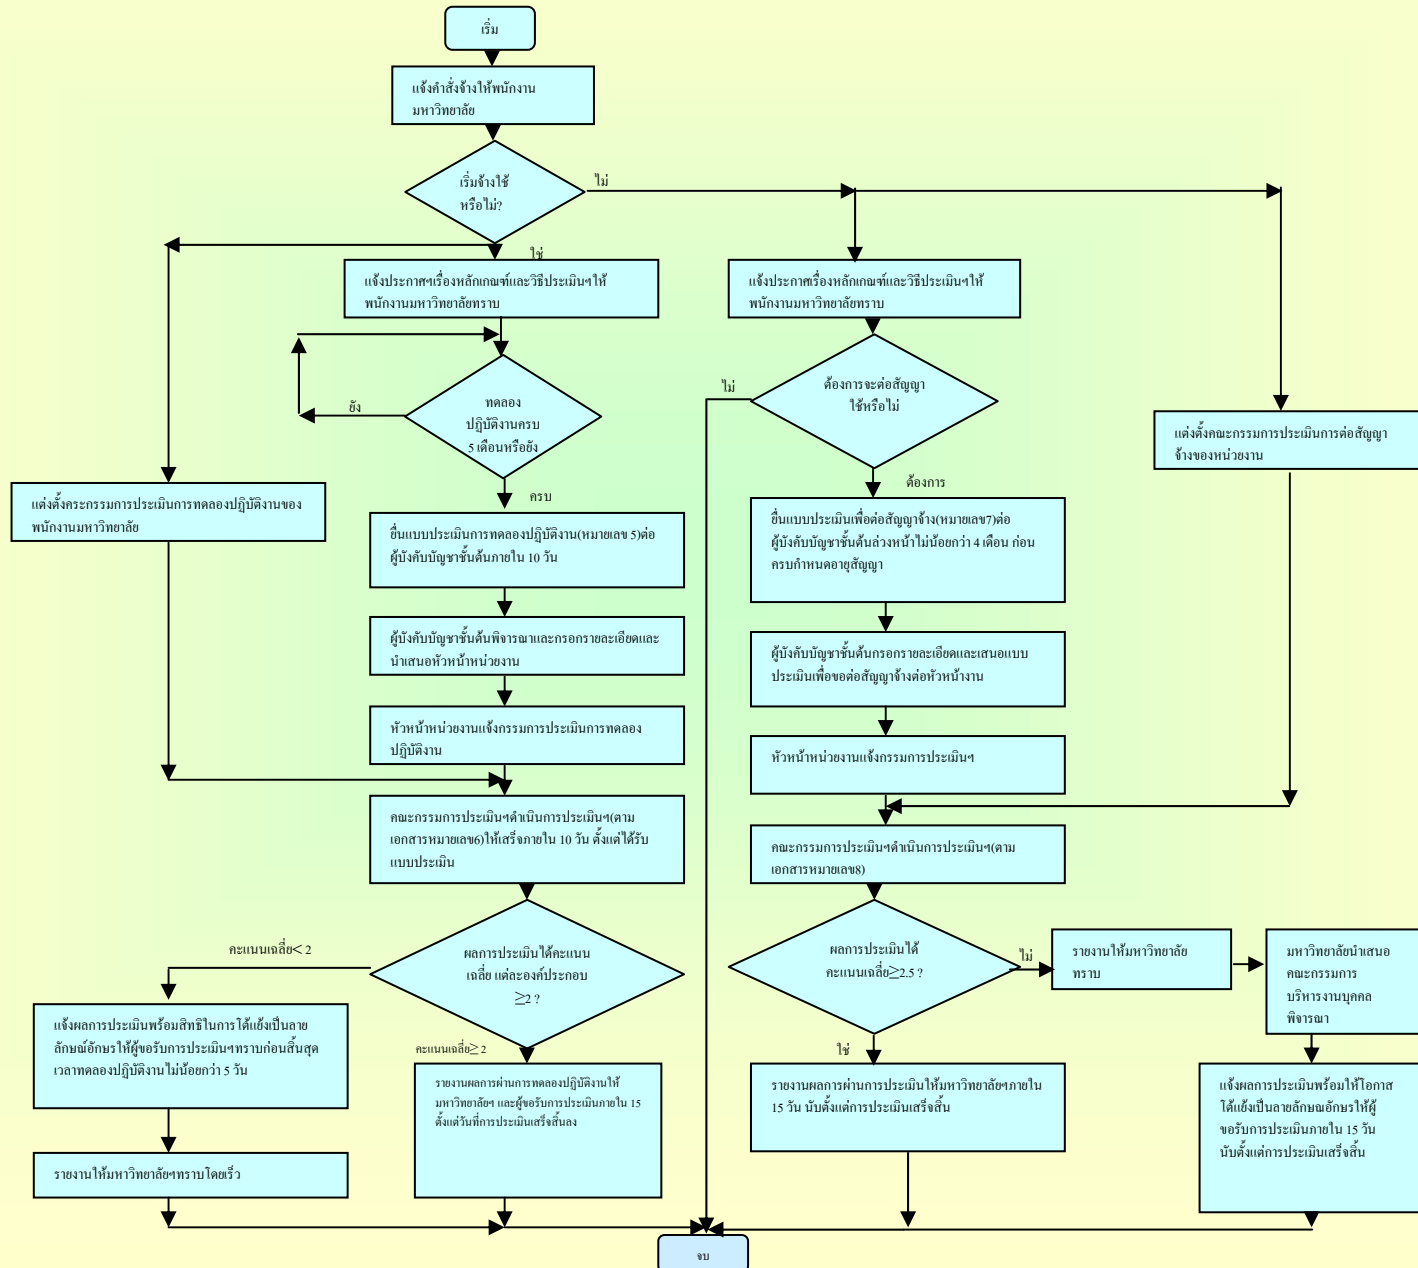 เริ่ม
แจ้งคำสั่งจ้างให้พนักงาน
มหาวิทยาลัย
เริ่มจ้างใช้
หรือไม่?
ไม่
ใช่
แจ้งประกาศฯเรื่องหลักเกณฑ์และวิธีประเมินฯให้
พนักงานมหาวิทยาลัยทราบ
แจ้งประกาศเรื่องหลักเกณฑ์และวิธีประเมินฯให้
พนักงานมหาวิทยาลัยทราบ
ทดลอง
ปฏิบัติงานครบ
5 เดือนหรือยัง
ยัง
ครบ
ต้องการจะต่อสัญญา
ใช้หรือไม่
ไม่
ต้องการ
แต่งตั้งคณะกรรมการประเมินการต่อสัญญา
จ้างของหน่วยงาน
แต่งตั้งคระกรรมการประเมินการทดลองปฏิบัติงานของ
พนักงานมหาวิทยาลัย
ยื่นแบบประเมินการทดลองปฏิบัติงาน(หมายเลข 5)ต่อ
ผู้บังคับบัญชาชั้นต้นภายใน 10 วัน
ยื่นแบบประเมินเพื่อต่อสัญญาจ้าง(หมายเลข7)ต่อ
ผู้บังคับบัญชาชั้นต้นล่วงหน้าไม่น้อยกว่า 4 เดือน ก่อน
ครบกำหนดอายุสัญญา
ผู้บังคับบัญชาชั้นต้นพิจารณาและกรอกรายละเอียดและ
นำเสนอหัวหน้าหน่วยงาน
ผู้บังคับบัญชาชั้นต้นกรอกรายละเอียดและเสนอแบบ
ประเมินเพื่อขอต่อสัญญาจ้างต่อหัวหน้างาน
หัวหน้าหน่วยงานแจ้งกรรมการประเมินการทดลอง
ปฏิบัติงาน
หัวหน้าหน่วยงานแจ้งกรรมการประเมินฯ
คณะกรรมการประเมินฯดำเนินการประเมินฯ(ตาม
เอกสารหมายเลข6)ให้เสร็จภายใน 10 วัน ตั้งแต่ได้รับ
แบบประเมิน
คณะกรรมการประเมินฯดำเนินการประเมินฯ(ตาม
เอกสารหมายเลข8)
ผลการประเมินได้คะแนน
เฉลี่ย แต่ละองค์ประกอบ
≥2 ?
คะแนนเฉลี่ย< 2
คะแนนเฉลี่ย≥ 2
ผลการประเมินได้
คะแนนเฉลี่ย≥2.5 ?
ไม่
ใช่
รายงานให้มหาวิทยาลัย
ทราบ
มหาวิทยาลัยนำเสนอ
คณะกรรมการ
บริหารงานบุคคล
พิจารณา
แจ้งผลการประเมินพร้อมสิทธิในการโต้แย้งเป็นลาย
ลักษณ์อักษรให้ผู้ขอรับการประเมินฯทราบก่อนสิ้นสุด
เวลาทดลองปฏิบัติงานไม่น้อยกว่า 5 วัน
รายงานผลการผ่านการทดลองปฏิบัติงานให้
มหาวิทยาลัยฯ และผู้ขอรับการประเมินภายใน 15
ตั้งแต่วันที่การประเมินเสร็จสิ้นลง
รายงานผลการผ่านการประเมินให้มหาวิทยาลัยฯภายใน
15 วัน นับตั้งแต่การประเมินเสร็จสิ้น
แจ้งผลการประเมินพร้อมให้โอกาส
โต้แย้งเป็นลายลักษณอักษรให้ผู้
ขอรับการประเมินภายใน 15 วัน
นับตั้งแต่การประเมินเสร็จสิ้น
รายงานให้มหาวิทยาลัยฯทราบโดยเร็ว
จบ